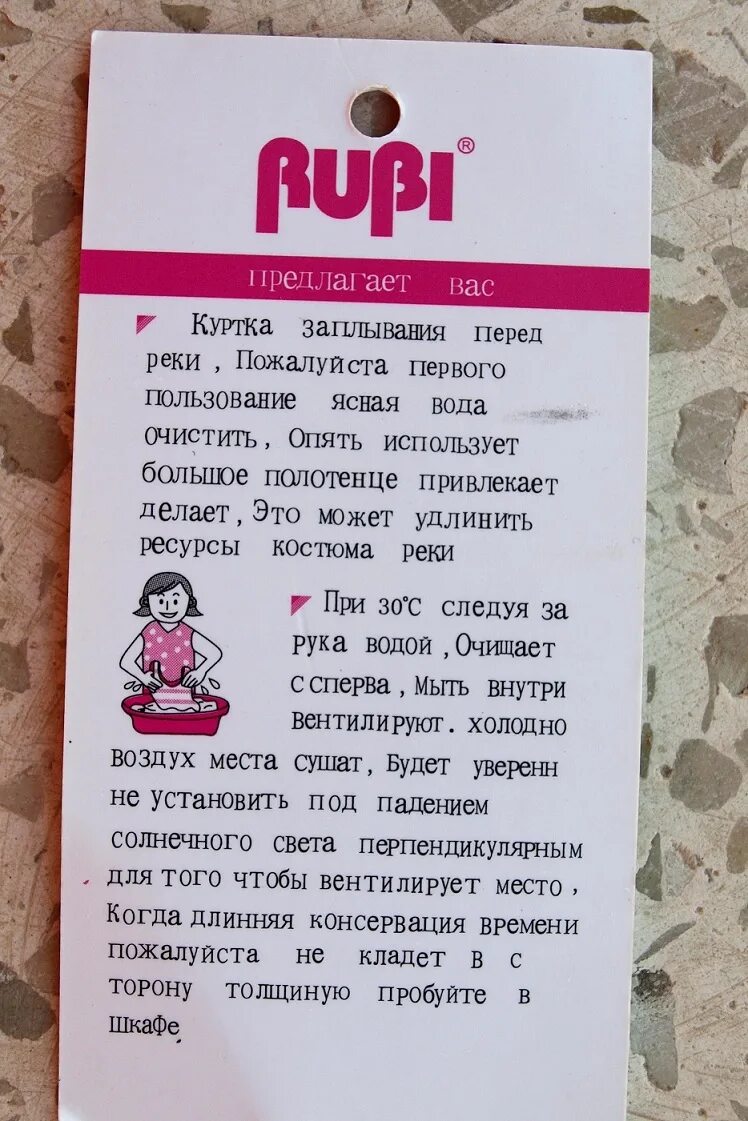 RUBI®
предлагает вас
Куртка заплывания перед
реки , Пожалуйста первого
пользование ясная вода
очистить, Опять использует
большое полотенце привлекает
делает, Это может удлинить
ресурсы костюма реки
При 30°C следуя за
рука водой ,Очищает
с сперва, Мыть внутри
вентилируют. холодно
воздух места сушат, Будет уверенн
не установить под падением
солнечного света перпендикулярным
для того чтобы вентилирует место ,
Когда длинняя консервация времени
пожалуйста не кладет в с
торону толщиную пробуйте в
шкафе,